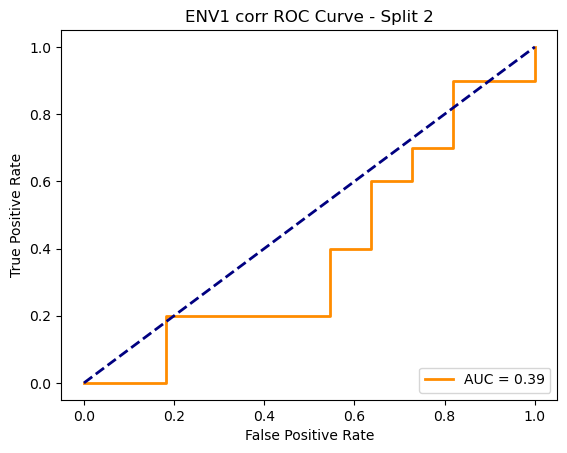 ENV1 corr ROC Curve - Split 2
True Positive Rate
1.0
0.8
0.6
0.4
0.2
0.0
AUC = 0.39
0.0 0.2 0.4 0.6 0.8 1.0
False Positive Rate